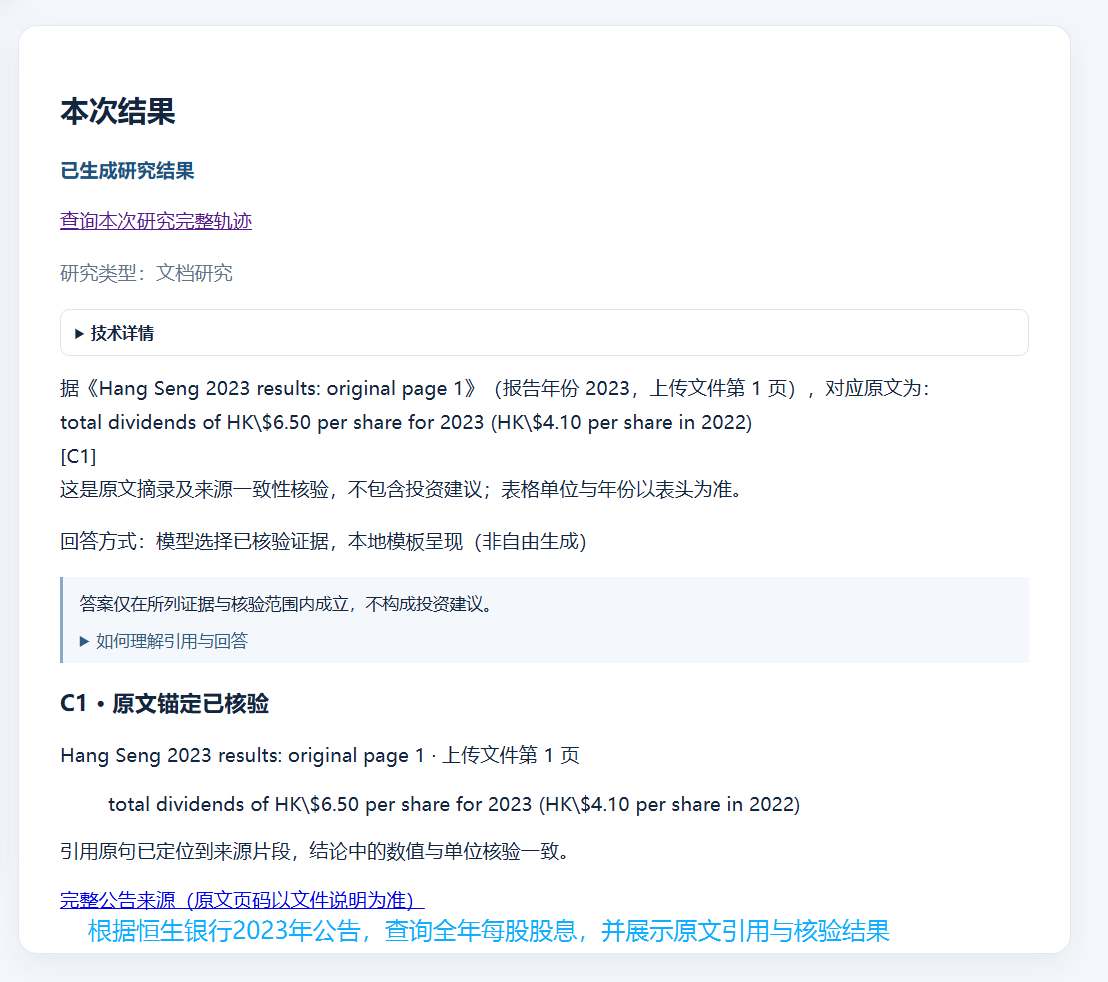 本次结果
已生成研究结果
查询本次研究完整轨迹
研究类型：文档研究
▶ 技术详情
据《Hang Seng 2023 results: original page 1》（报告年份 2023，上传文件第 1 页），对应原文为：
total dividends of HK\$6.50 per share for 2023 (HK\$4.10 per share in 2022)
[C1]
这是原文摘录及来源一致性核验，不包含投资建议；表格单位与年份以表头为准。
回答方式：模型选择已核验证据，本地模板呈现（非自由生成）
答案仅在所列证据与核验范围内成立，不构成投资建议。
▶ 如何理解引用与回答
C1 · 原文锚定已核验
Hang Seng 2023 results: original page 1 · 上传文件第 1 页
total dividends of HK\$6.50 per share for 2023 (HK\$4.10 per share in 2022)
引用原句已定位到来源片段，结论中的数值与单位核验一致。
完整公告来源（原文页码以文件说明为准）
根据恒生银行2023年公告，查询全年每股股息，并展示原文引用与核验结果